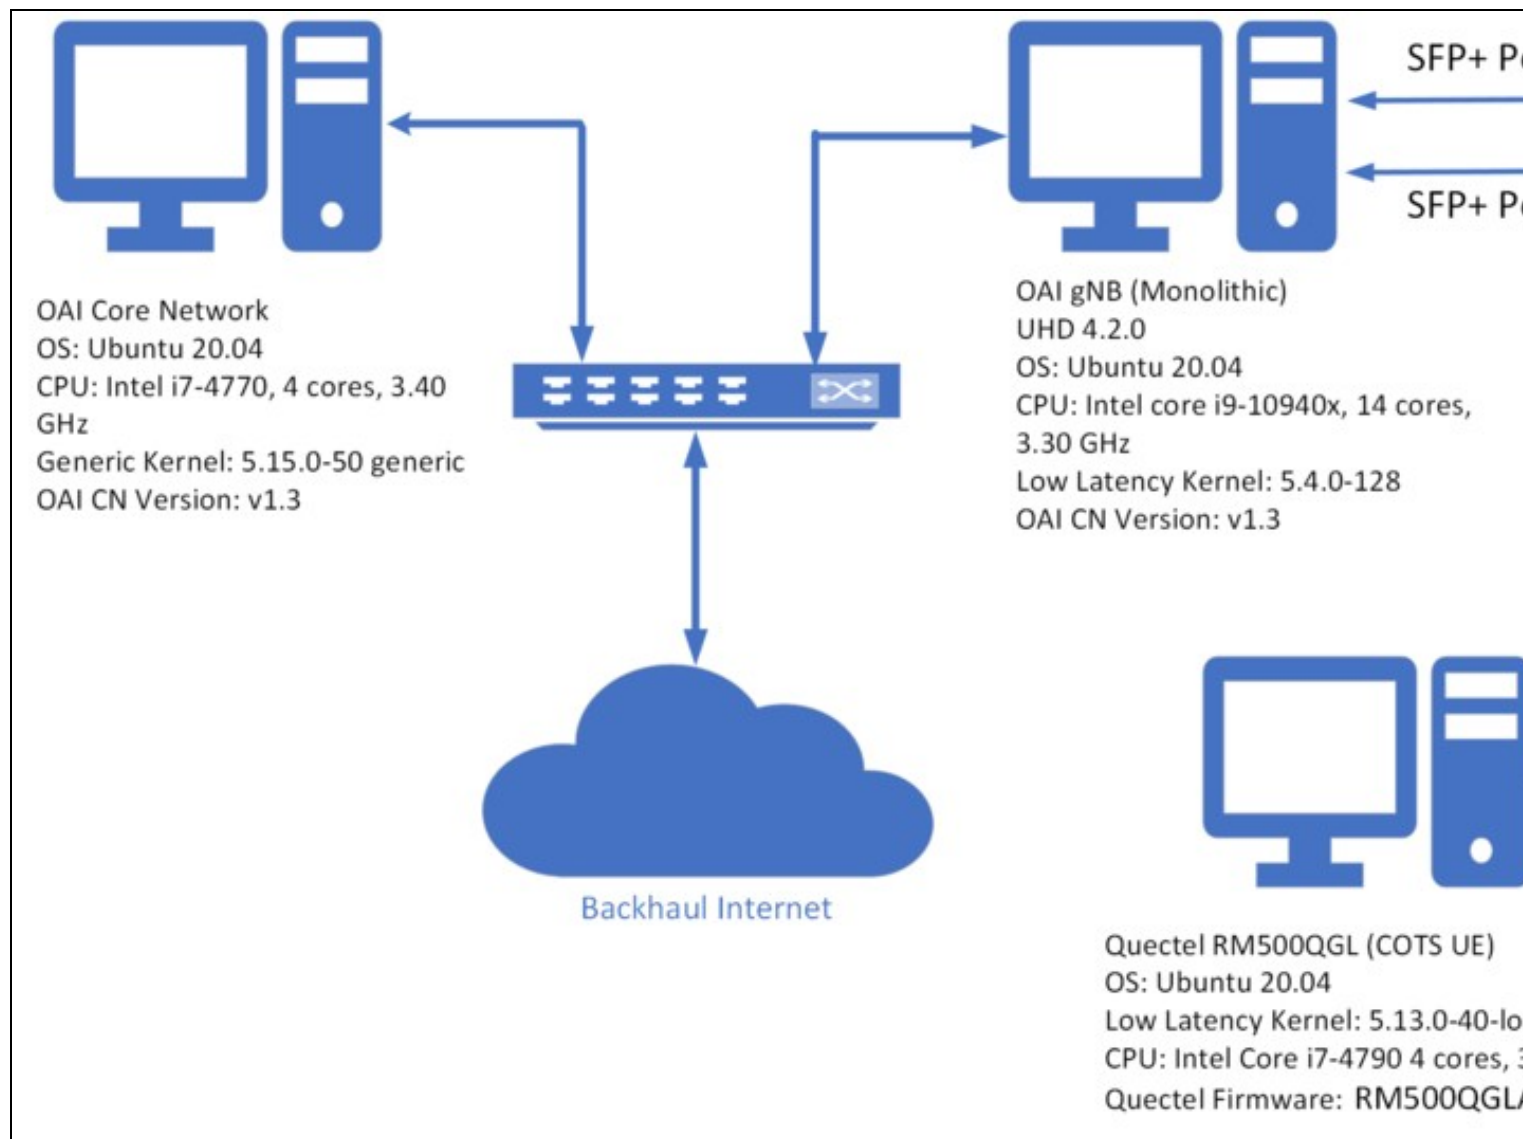 SFP+
SFP+
OAI Core Network
OS: Ubuntu 20.04
CPU: Intel i7-4770, 4 cores, 3.40
GHz
Generic Kernel: 5.15.0-50 generic
OAI CN Version: v1.3
OAI gNB (Monolithic)
UHD 4.2.0
OS: Ubuntu 20.04
CPU: Intel core i9-10940x, 14 cores,
3.30 GHz
Low Latency Kernel: 5.4.0-128
OAI CN Version: v1.3
Backhaul Internet
Quectel RM500QGL (COTS UE)
OS: Ubuntu 20.04
Low Latency Kernel: 5.13.0-40-lo
CPU: Intel Core i7-4790 4 cores,
Quectel Firmware: RM500QGL